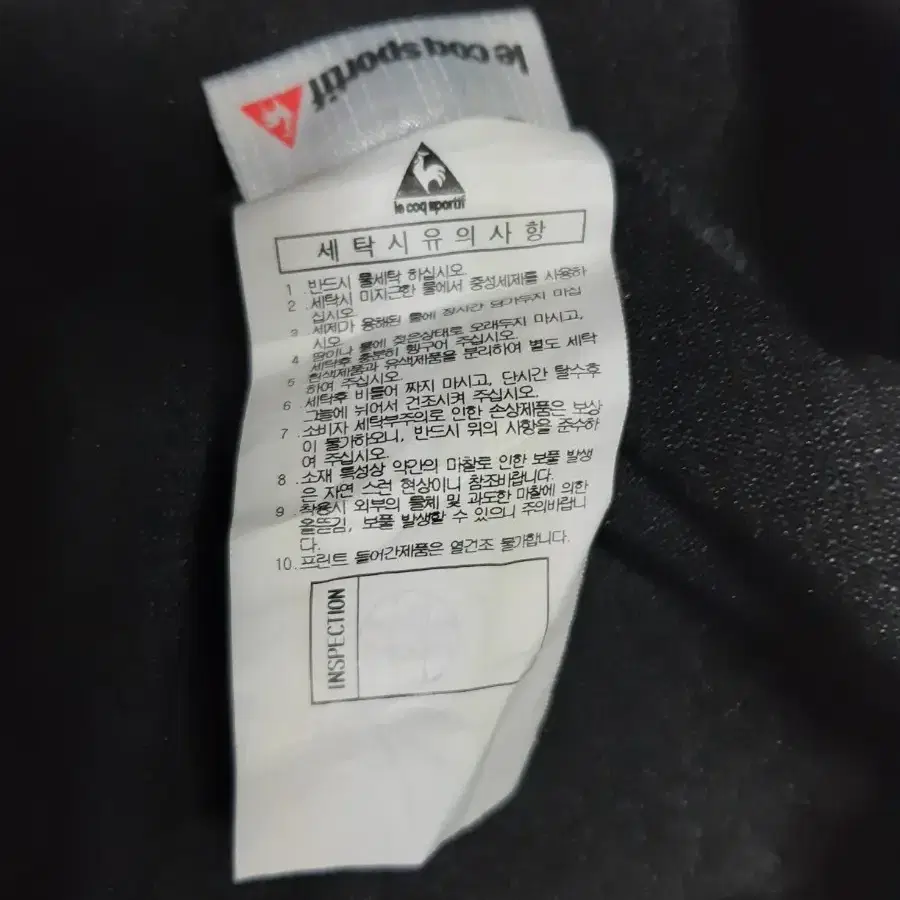 le coq sportif
le coq sportif
세탁시유의사항
1. 반드시 물세탁 하십시오.
2. 세탁시 미지근한 물에서 중성세제를 사용하
십시오.
3. 세제가 용해된 물에 장시간 담가두지 마십
시오.
4. 땀이나 물에 젖은상태로 오래두지 마시고,
세탁후 충분히 헹구어 주십시오.
5. 흰색제품과 유색제품을 분리하여 별도 세탁
하여 주십시오.
6. 세탁후 비틀어 짜지 마시고, 단시간 탈수후
그늘에 뉘어서 건조시켜 주십시오.
7. 소비자 세탁부주의로 인한 손상제품은 보상
이 불가하오니, 반드시 위의 사항을 준수하
여 주십시오.
8. 소재 특성상 약간의 마찰로 인한 보풀 발생
은 자연 스런 현상이니 참조바랍니다.
9. 착용시 외부의 물체 및 과도한 마찰에 의한
올뜯김, 보풀 발생할 수 있으니 주의바랍니
다.
10. 프린트 들어간제품은 열건조 불가합니다.
INSPECTION